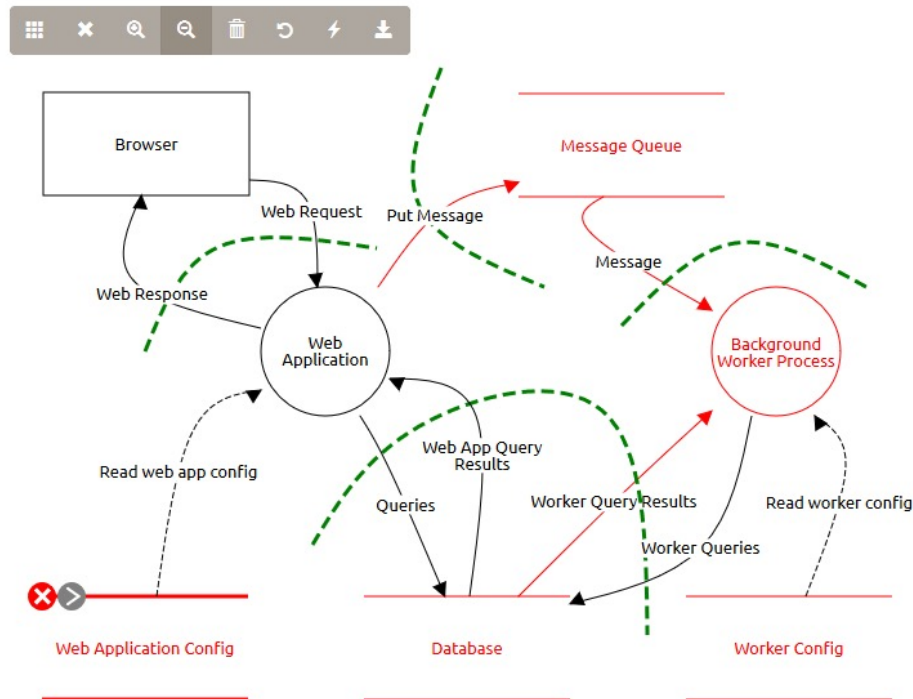 Browser
Message Queue
Web Request
Put Message
Message
Web Response
Web
Application
Background
Worker Process
Web App Query
Results
Read web app config
Queries
Worker Query Results
Read worker config
Worker Queries
Web Application Config
Database
Worker Config